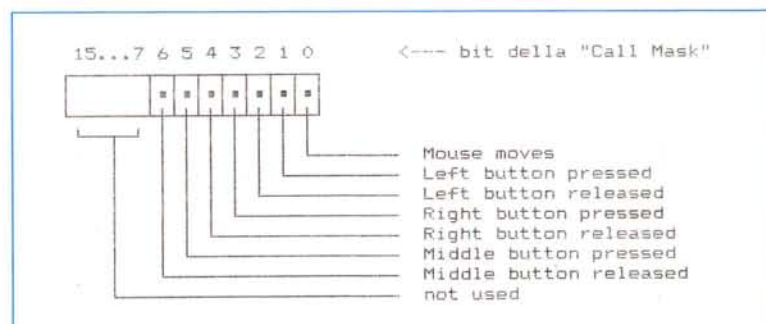 15...7 6 5 4 3 2 1 0 <--- bit della "Call Mask"
Mouse moves
Left button pressed
Left button released
Right button pressed
Right button released
Middle button pressed
Middle button released
not used